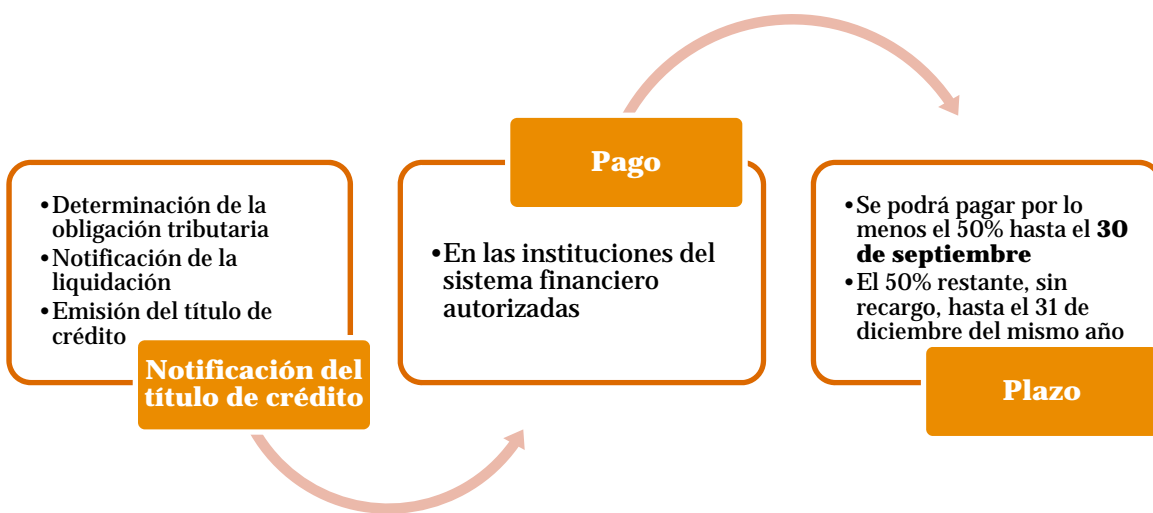 •Determinación de la
obligación tributaria
•Notificación de la
liquidación
•Emisión del título de
crédito
Notificación del
título de crédito
Pago
•En las instituciones del
sistema financiero
autorizadas
•Se podrá pagar por lo
menos el 50% hasta el 30
de septiembre
•El 50% restante, sin
recargo, hasta el 31 de
diciembre del mismo año
Plazo